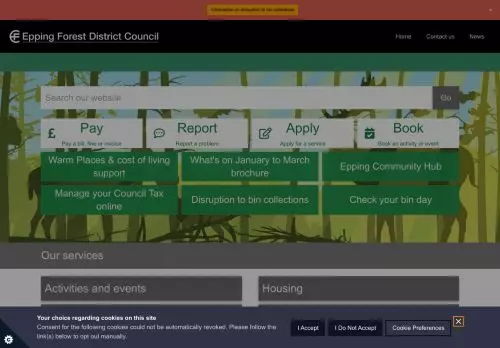 Information on disruption to bin collections
Epping Forest District Council
Home Contact us News
Search our website Go
Pay
Pay a bill, fine or invoice
Report
Report a problem
Apply
Apply for a service
Book
Book an activity or event
Warm Places & cost of living
support
What's on January to March
brochure
Epping Community Hub
Manage your Council Tax
online
Disruption to bin collections
Check your bin day
Our services
Activities and events
Housing
Your choice regarding cookies on this site
Consent for the following cookies could not be automatically revoked. Please follow the
link(s) below to opt out manually.
I Accept
I Do Not Accept
Cookie Preferences